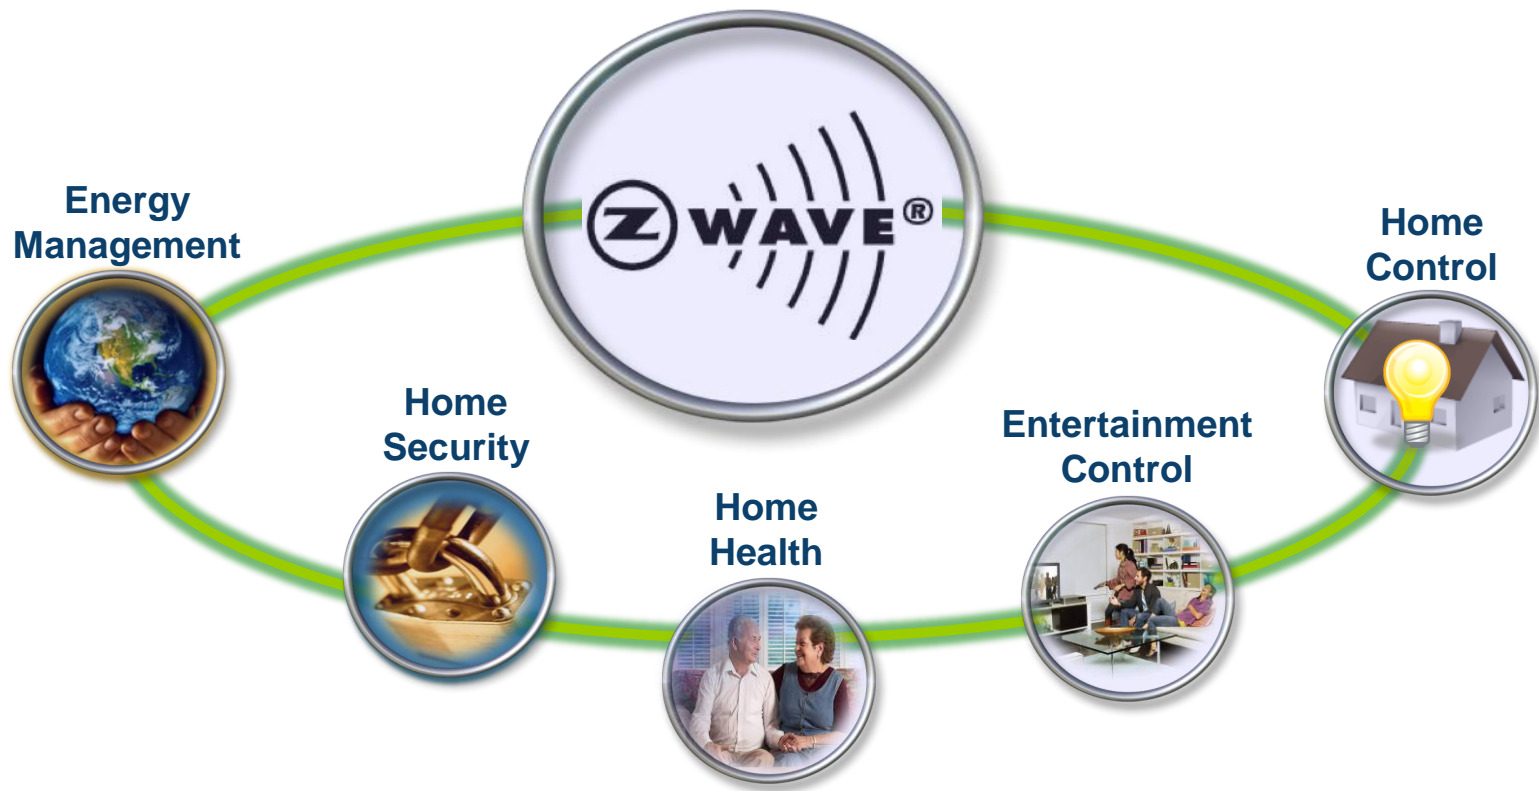 Z WAVE®
Energy
Management
Home
Security
Home
Health
Entertainment
Control
Home
Control